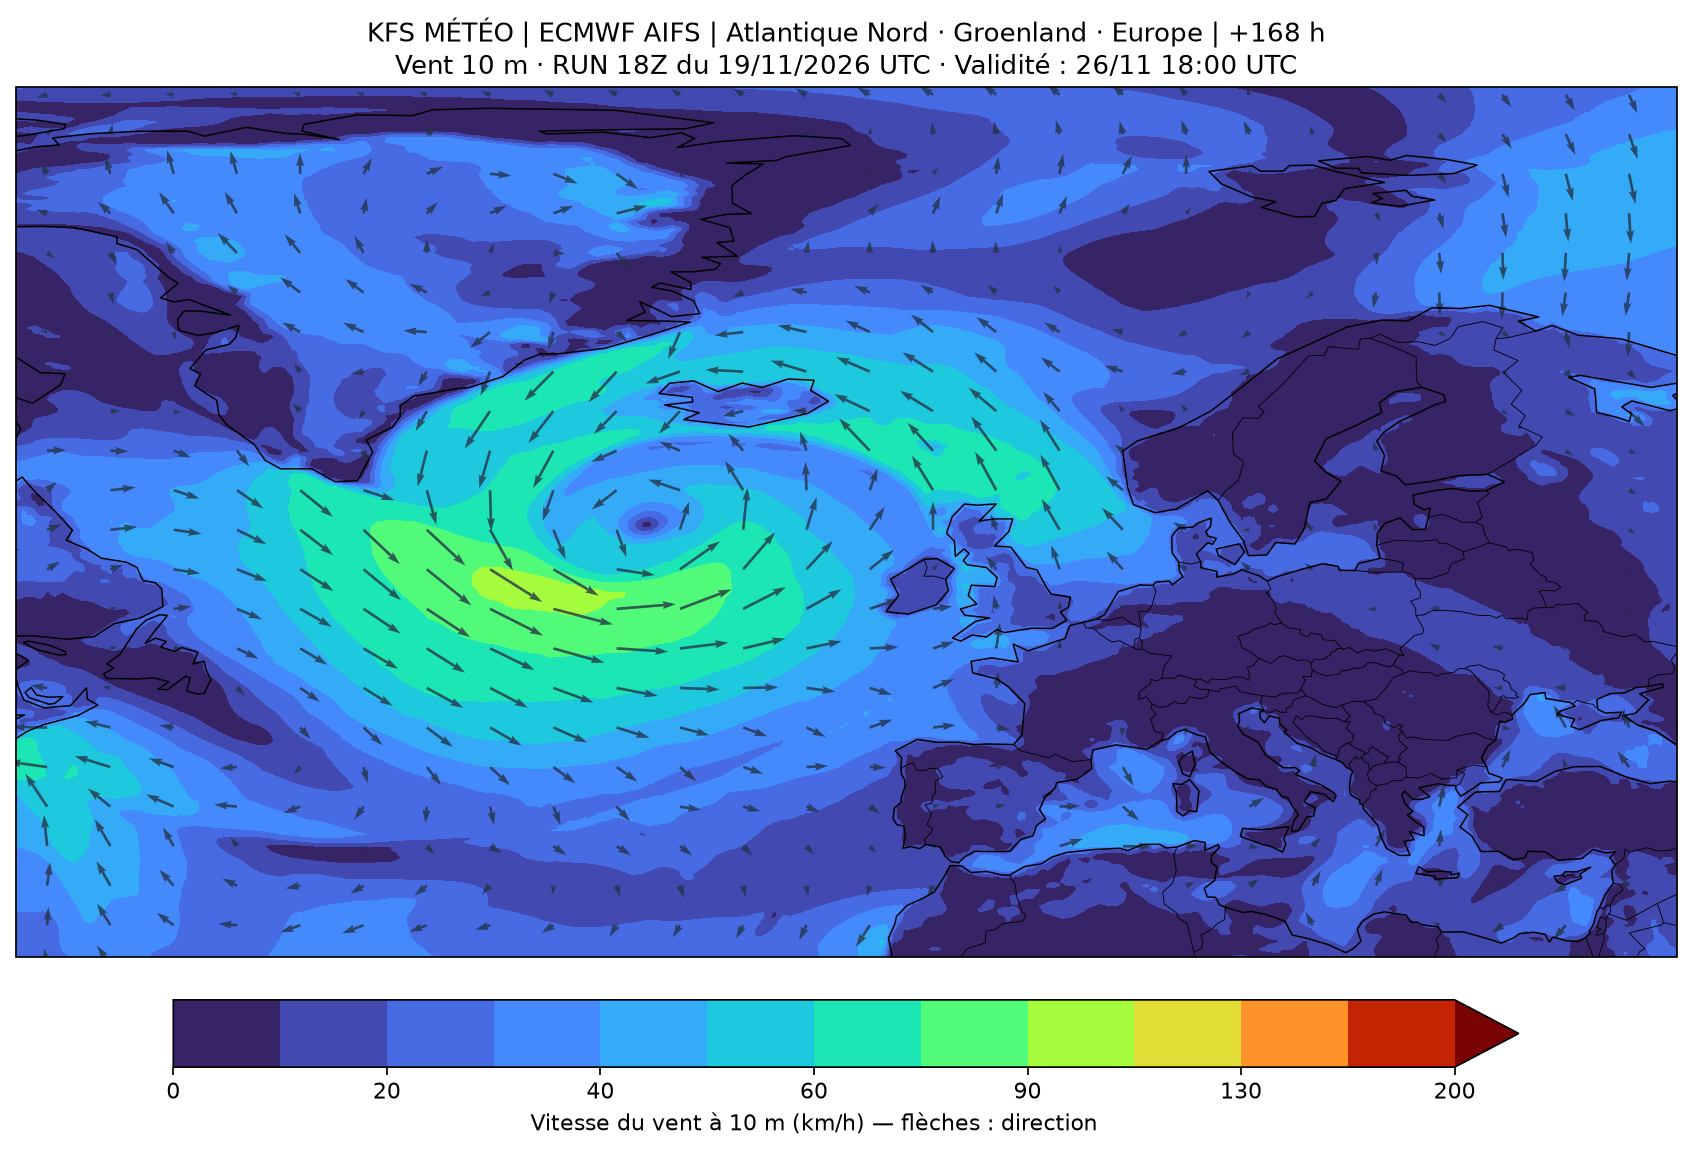 KFS MÉTÉO | ECMWF AIFS | Atlantique Nord · Groenland · Europe | +168 h
Vent 10 m · RUN 18Z du 19/11/2026 UTC · Validité : 26/11 18:00 UTC
0 20 40 60 90 130 200
Vitesse du vent à 10 m (km/h) — flèches : direction